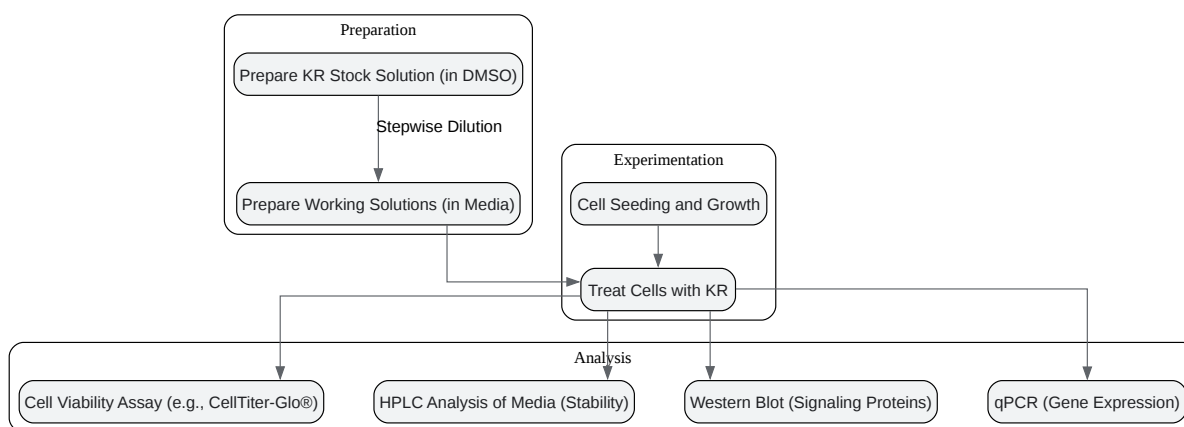 Preparation
Prepare KR Stock Solution (in DMSO)
Stepwise Dilution
Prepare Working Solutions (in Media)
Experimentation
Cell Seeding and Growth
Treat Cells with KR
Analysis
Cell Viability Assay (e.g., CellTiter-Glo®)
HPLC Analysis of Media (Stability)
Western Blot (Signaling Proteins)
qPCR (Gene Expression)